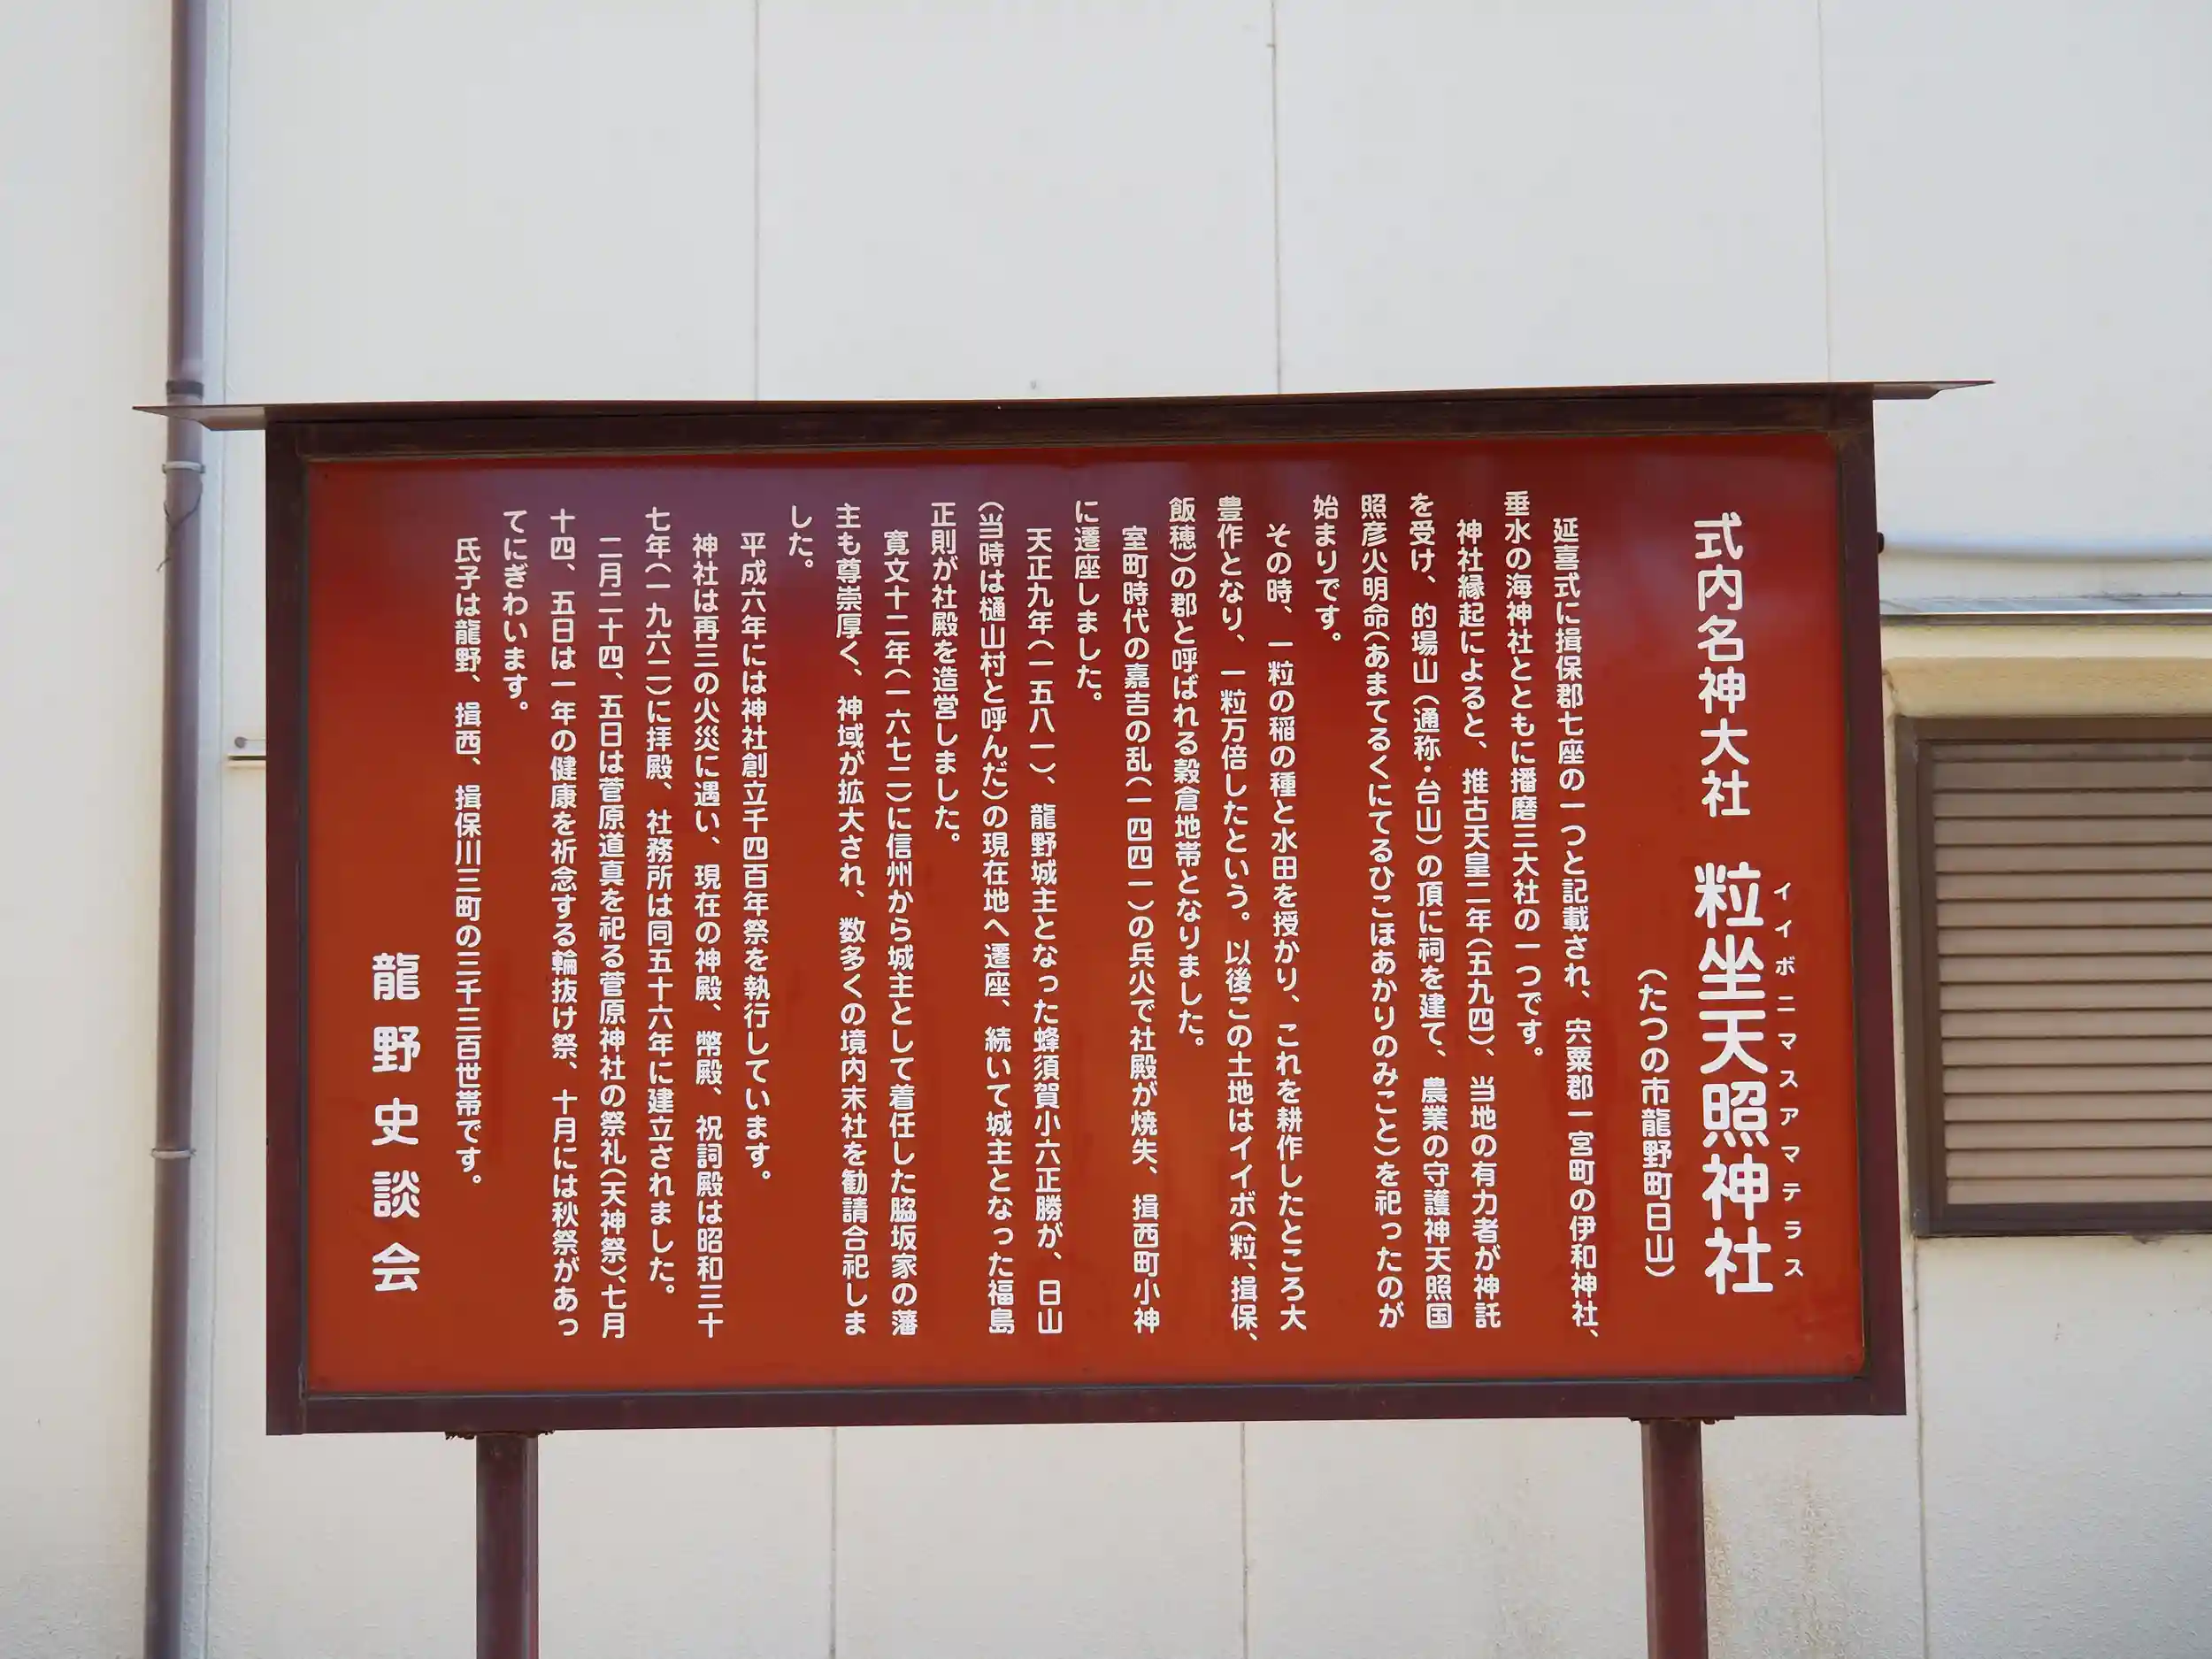 式内名神大社 粒坐天照神社
イイボニマスアマテラス
（たつの市龍野町日山）
延喜式に揖保郡七座の一つと記載され、宍粟郡一宮町の伊和神社、
垂水の海神社とともに播磨三大社の一つです。
神社縁起によると、推古天皇二年（五九四）、当地の有力者が神託
を受け、的場山（通称・台山）の頂に祠を建て、農業の守護神天照国
照彦火明命（あまてるくにてるひこほあかりのみこと）を祀ったのが
始まりです。
その時、一粒の稲の種と水田を授かり、これを耕作したところ大
豊作となり、一粒万倍したという。以後この土地はイイボ（粒、揖保、
飯穂）の郡と呼ばれる穀倉地帯となりました。
室町時代の嘉吉の乱（一四四一）の兵火で社殿が焼失、揖西町小神
に遷座しました。
天正九年（一五八一）、龍野城主となった蜂須賀小六正勝が、日山
（当時は樋山村と呼んだ）の現在地へ遷座、続いて城主となった福島
正則が社殿を造営しました。
寛文十二年（一六七二）に信州から城主として着任した脇坂家の藩
主も尊崇厚く、神域が拡大され、数多くの境内末社を勧請合祀しま
した。
平成六年には神社創立千四百年祭を執行しています。
神社は再三の火災に遇い、現在の神殿、幣殿、祝詞殿は昭和三十
七年（一九六二）に拝殿、社務所は同五十六年に建立されました。
二月二十四、五日は菅原道真を祀る菅原神社の祭礼（天神祭）、七月
十四、五日は一年の健康を祈念する輪抜け祭、十月には秋祭があっ
てにぎわいます。
氏子は龍野、揖西、揖保川三町の三千三百世帯です。
龍野史談会